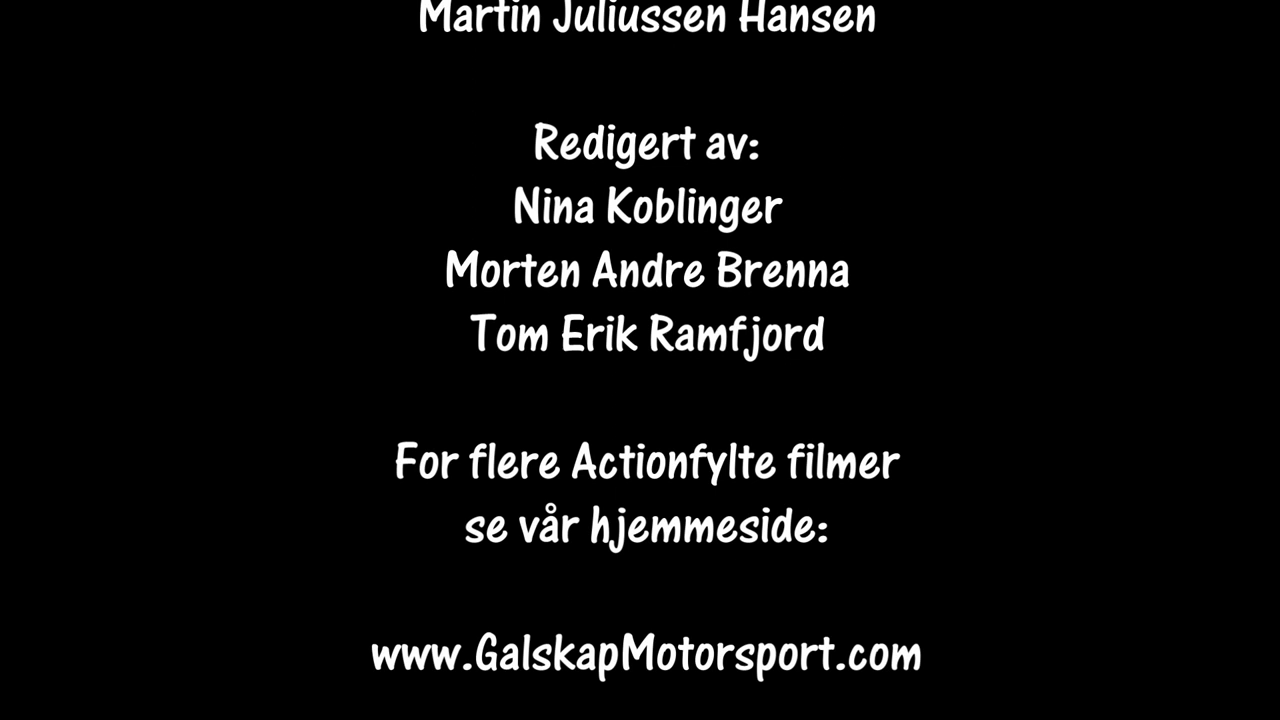 Martin Juliussen Hansen
Redigert av:
Nina Koblinger
Morten Andre Brenna
Tom Erik Ramfjord
For flere Actionfylte filmer
se vår hjemmeside:
www.GalskapMotorsport.com